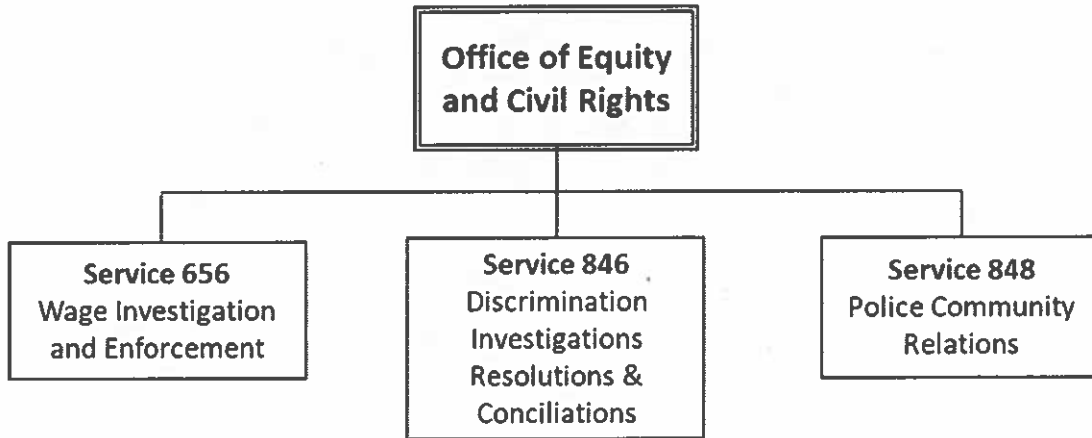 Office of Equity
and Civil Rights
Service 656
Wage Investigation
and Enforcement
Service 846
Discrimination
Investigations
Resolutions &
Conciliations
Service 848
Police Community
Relations